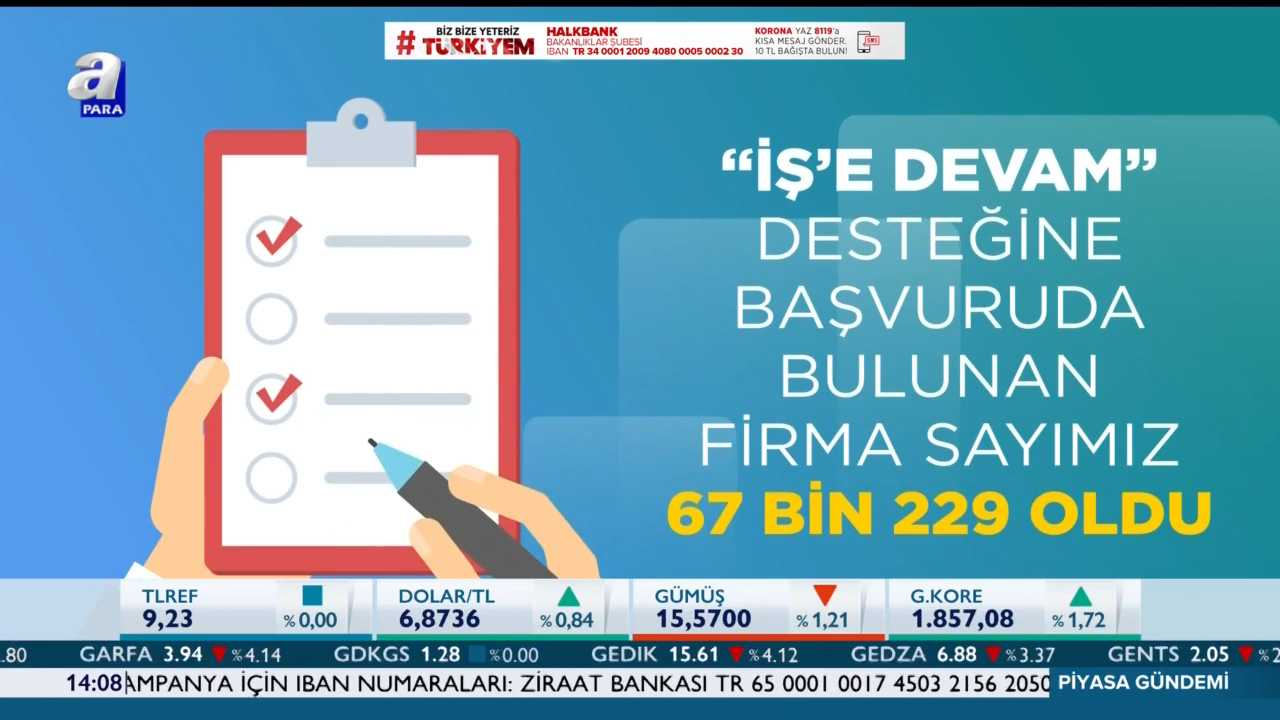 BİZ BİZE YETERİZ
# TÜRKİYEM
HALKBANK
BAKANLIKLAR ŞUBESİ
IBAN TR 34 0001 2009 4080 0005 0002 30
KORONA YAZ 8119'a
KISA MESAJ GÖNDER.
10 TL BAĞIŞTA BULUN!
SMS
a
PARA
“İŞ’E DEVAM”
DESTEĞİNE
BAŞVURUDA
BULUNAN
FİRMA SAYIMIZ
67 BİN 229 OLDU
TLREF
9,23 % 0,00
DOLAR/TL
6,8736 % 0,84
GÜMÜŞ
15,5700 % 1,21
G.KORE
1.857,08 % 1,72
.80 GARFA 3.94 %4.14 GDKGS 1.28 %0.00 GEDIK 15.61 %4.12 GEDZA 6.88 %3.37 GENTS 2.05 %2
14:08 AMPANYA İÇİN IBAN NUMARALARI: ZİRAAT BANKASI TR 65 0001 0017 4503 2156 2050 PİYASA GÜNDEMİ